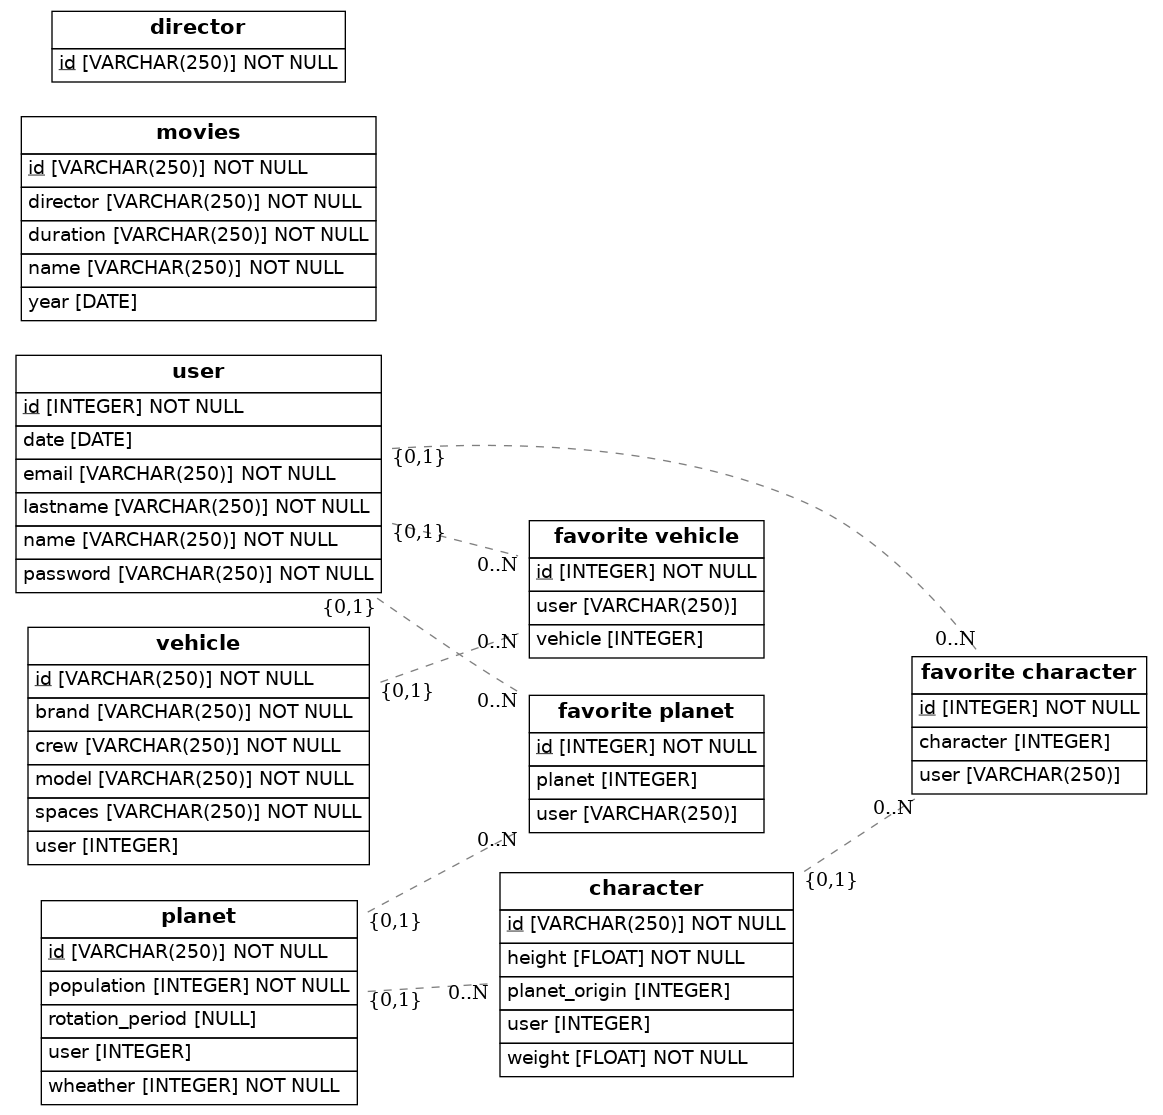 director
id [VARCHAR(250)] NOT NULL
movies
id [VARCHAR(250)] NOT NULL
director [VARCHAR(250)] NOT NULL
duration [VARCHAR(250)] NOT NULL
name [VARCHAR(250)] NOT NULL
year [DATE]
user
id [INTEGER] NOT NULL
date [DATE]
email [VARCHAR(250)] NOT NULL
lastname [VARCHAR(250)] NOT NULL
name [VARCHAR(250)] NOT NULL
password [VARCHAR(250)] NOT NULL
{0,1}
{0,1}
{0,1}
vehicle
id [VARCHAR(250)] NOT NULL
brand [VARCHAR(250)] NOT NULL
crew [VARCHAR(250)] NOT NULL
model [VARCHAR(250)] NOT NULL
spaces [VARCHAR(250)] NOT NULL
user [INTEGER]
{0,1}
planet
id [VARCHAR(250)] NOT NULL
population [INTEGER] NOT NULL
rotation_period [NULL]
user [INTEGER]
wheather [INTEGER] NOT NULL
{0,1}
{0,1}
0..N
0..N
favorite vehicle
id [INTEGER] NOT NULL
user [VARCHAR(250)]
vehicle [INTEGER]
0..N
0..N
favorite planet
id [INTEGER] NOT NULL
planet [INTEGER]
user [VARCHAR(250)]
0..N
character
id [VARCHAR(250)] NOT NULL
height [FLOAT] NOT NULL
planet_origin [INTEGER]
user [INTEGER]
weight [FLOAT] NOT NULL
{0,1}
0..N
favorite character
id [INTEGER] NOT NULL
character [INTEGER]
user [VARCHAR(250)]
0..N